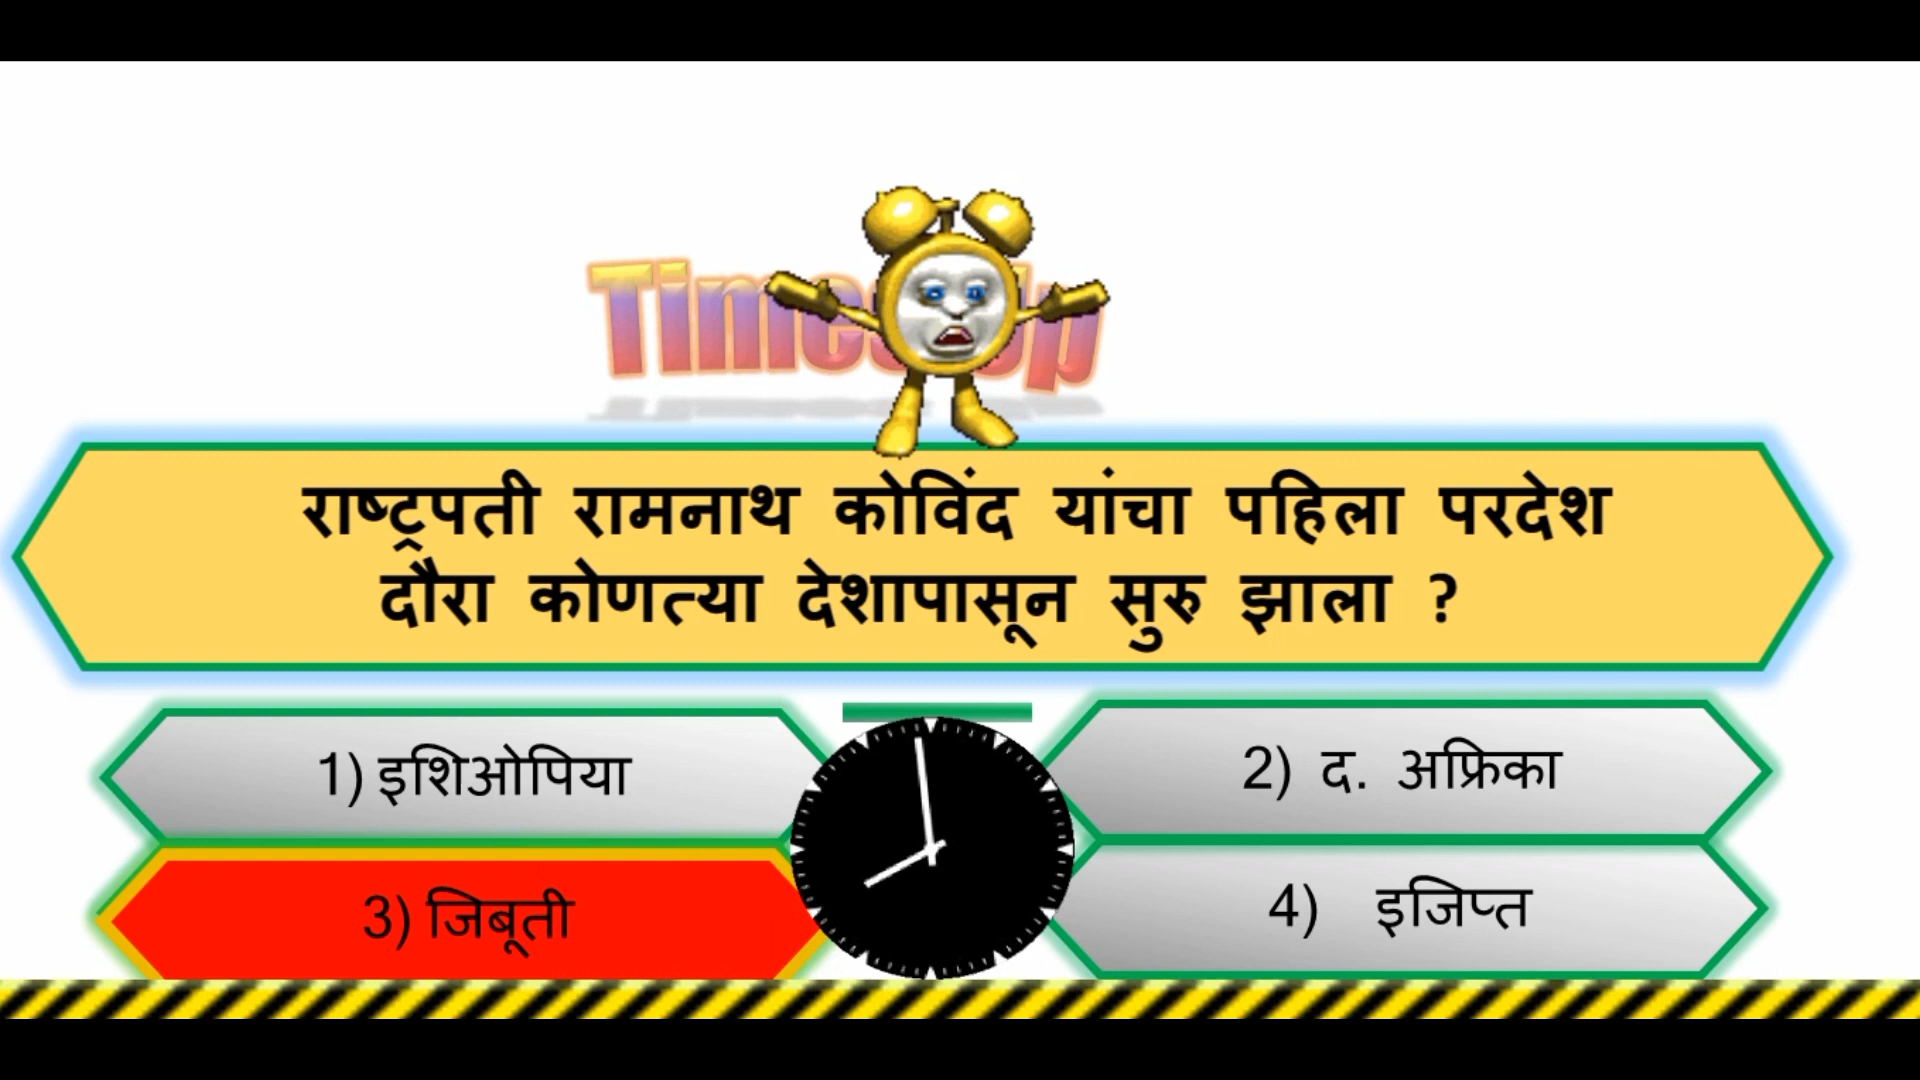 Times Up
राष्ट्रपती रामनाथ कोविंद यांचा पहिला परदेश
दौरा कोणत्या देशापासून सुरु झाला ?
1) इशिओपिया
2) द. अफ्रिका
3) जिबूती
4) इजिप्त